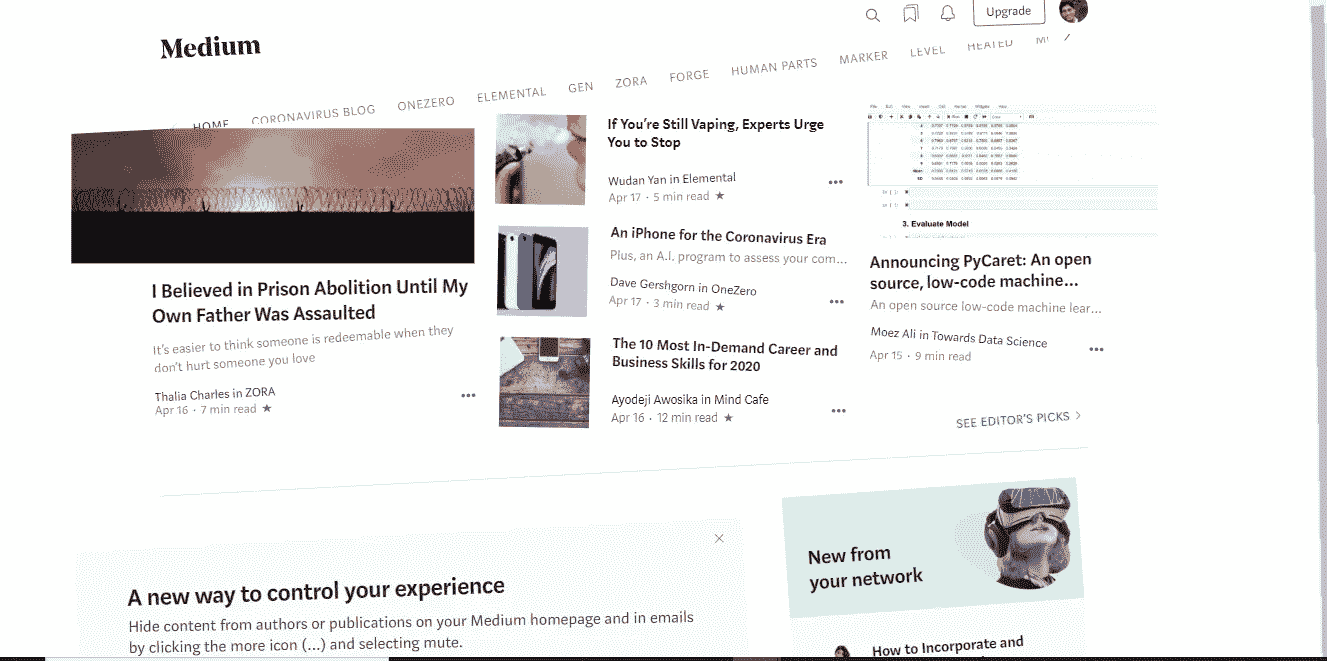 Medium
Upgrade
HOME CORONAVIRUS BLOG ONEZERO ELEMENTAL GEN ZORA FORGE HUMAN PARTS MARKER LEVEL HEATED
I Believed in Prison Abolition Until My
Own Father Was Assaulted
It's easier to think someone is redeemable when they
don't hurt someone you love
Thalia Charles in ZORA
Apr 16 · 7 min read ★
If You're Still Vaping, Experts Urge
You to Stop
Wudan Yan in Elemental
Apr 17 · 5 min read ★
An iPhone for the Coronavirus Era
Plus, an A.I. program to assess your com...
Dave Gershgorn in OneZero
Apr 17 · 3 min read ★
The 10 Most In-Demand Career and
Business Skills for 2020
Ayodeji Awosika in Mind Cafe
Apr 16 · 12 min read ★
3. Evaluate Model
Announcing PyCaret: An open
source, low-code machine...
An open source low-code machine lear...
Moez Ali in Towards Data Science
Apr 15 · 9 min read
SEE EDITOR'S PICKS
A new way to control your experience
Hide content from authors or publications on your Medium homepage and in emails
by clicking the more icon (...) and selecting mute.
New from
your network
How to Incorporate and